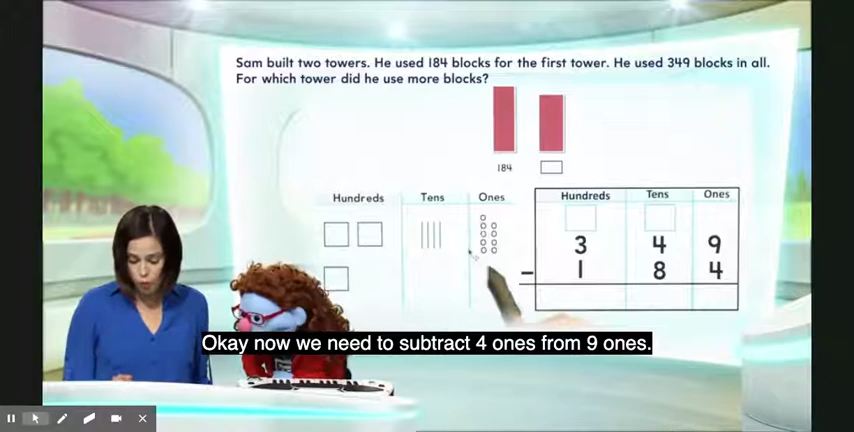 Sam built two towers. He used 184 blocks for the first tower. He used 349 blocks in all.
For which tower did he use more blocks?
184
Hundreds Tens Ones
Hundreds Tens Ones
3 4 9
- 1 8 4
Okay now we need to subtract 4 ones from 9 ones.